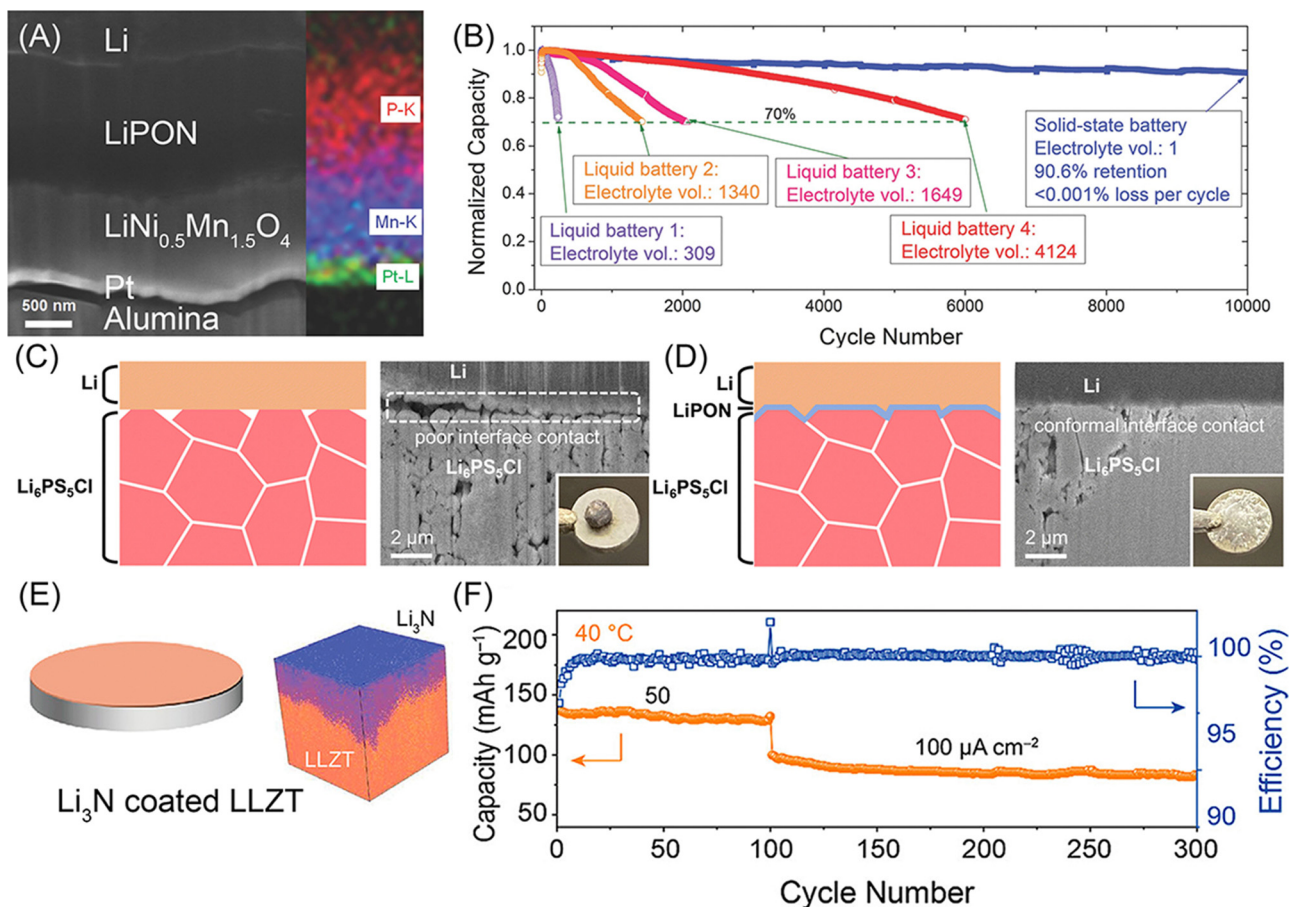 (A)
Li
LiPON
LiNi₀.₅Mn₁.₅O₄
Pt
Alumina
500 nm
P-K
Mn-K
Pt-L
(B)
Normalized Capacity
1.0
0.8
0.6
0.4
0.2
0.0
70%
Liquid battery 2:
Electrolyte vol.: 1340
Liquid battery 3:
Electrolyte vol.: 1649
Liquid battery 1:
Electrolyte vol.: 309
Liquid battery 4:
Electrolyte vol.: 4124
Solid-state battery
Electrolyte vol.: 1
90.6% retention
<0.001% loss per cycle
0
2000
4000
6000
8000
10000
Cycle Number
(C)
Li
Li₆PS₅Cl
Li
poor interface contact
Li₆PS₅Cl
2 µm
(D)
Li
LiPON
Li₆PS₅Cl
Li
conformal interface contact
Li₆PS₅Cl
2 µm
(E)
Li₃N
LLZT
Li₃N coated LLZT
(F)
Capacity (mAh g⁻¹)
200
150
100
50
40 °C
50
100 µA cm⁻²
100
95
90
Efficiency (%)
0
50
100
150
200
250
300
Cycle Number